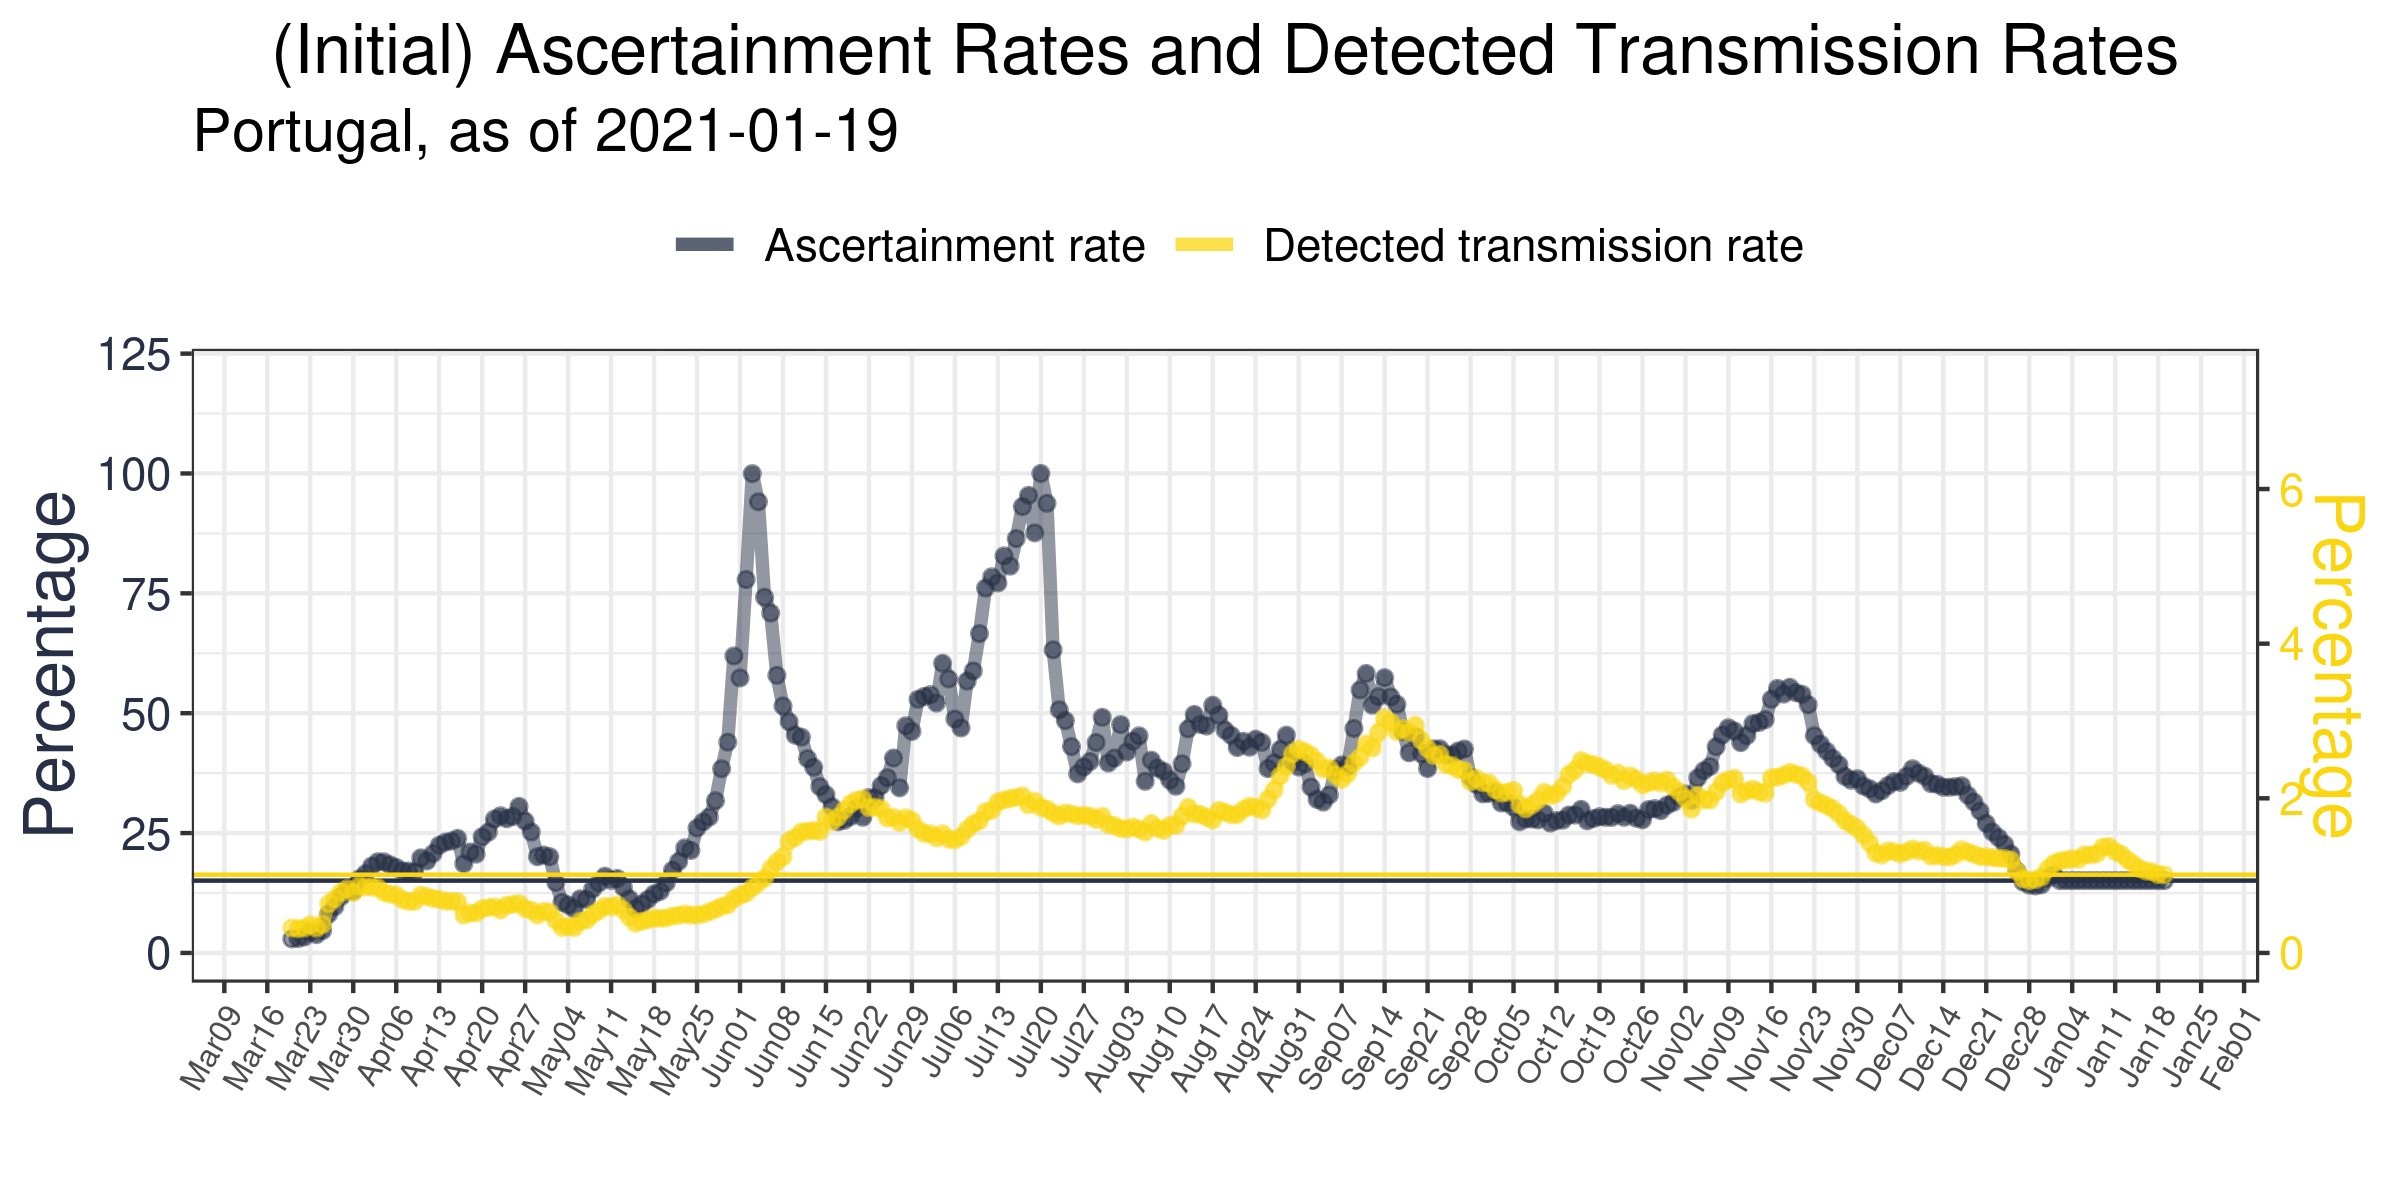 (Initial) Ascertainment Rates and Detected Transmission Rates
Portugal, as of 2021-01-19
Ascertainment rate
Detected transmission rate
Percentage
125
100
75
50
25
0
6
4
2
0
Percentage
Mar09
Mar16
Mar23
Mar30
Apr06
Apr13
Apr20
Apr27
May04
May11
May18
May25
Jun01
Jun08
Jun15
Jun22
Jun29
Jul06
Jul13
Jul20
Jul27
Aug03
Aug10
Aug17
Aug24
Aug31
Sep07
Sep14
Sep21
Sep28
Oct05
Oct12
Oct19
Oct26
Nov02
Nov09
Nov16
Nov23
Nov30
Dec07
Dec14
Dec21
Dec28
Jan04
Jan11
Jan18
Jan25
Feb01